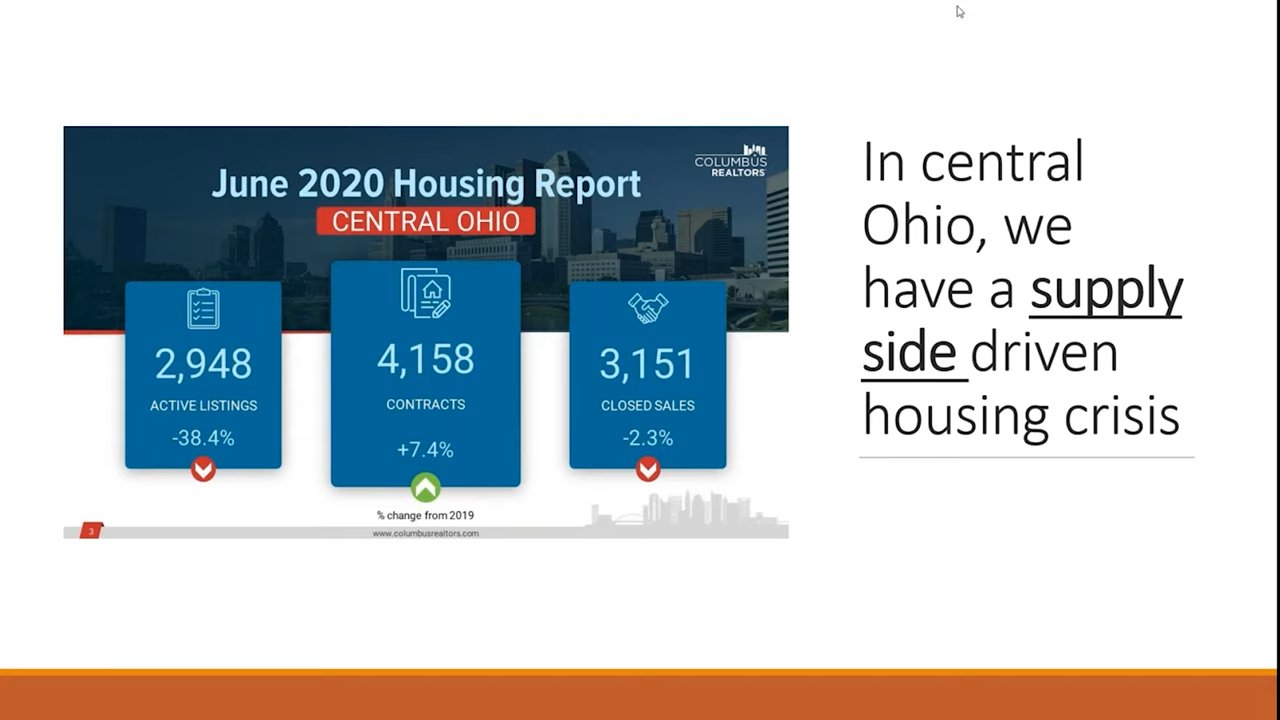 COLUMBUS
REALTORS
June 2020 Housing Report
CENTRAL OHIO
2,948
ACTIVE LISTINGS
-38.4%
4,158
CONTRACTS
+7.4%
3,151
CLOSED SALES
-2.3%
% change from 2019
3
www.columbusrealtors.com
In central
Ohio, we
have a supply
side driven
housing crisis